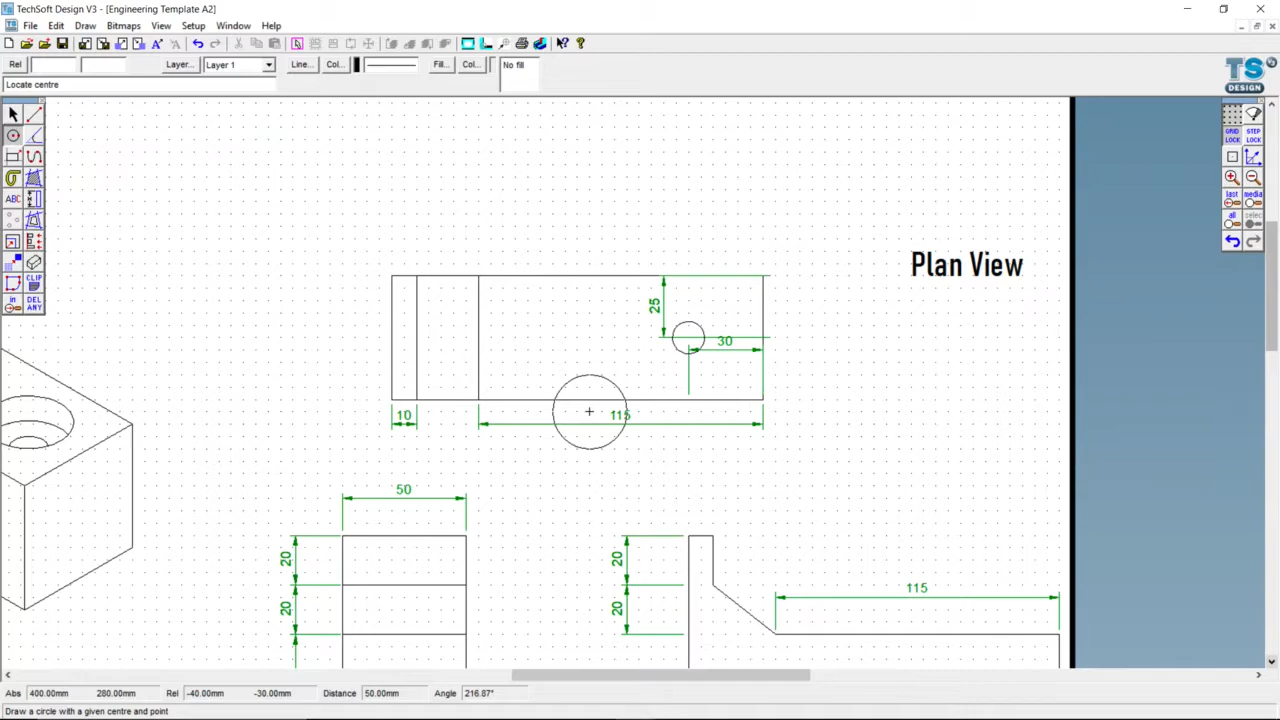 TechSoft Design V3 - [Engineering Template A2]
File Edit Draw Bitmaps View Setup Window Help
Rel Layer... Layer 1 Line... Col... Fill... Col... No fill
Locate centre
TS
DESIGN
V3
GRID LOCK STEP LOCK
ABC
last media
all selec
CLIP
in DEL ANY
Plan View
25
30
10 115
50
20 20
115
20 20
Abs 400.00mm 280.00mm Rel -40.00mm -30.00mm Distance 50.00mm Angle 216.87°
Draw a circle with a given centre and point